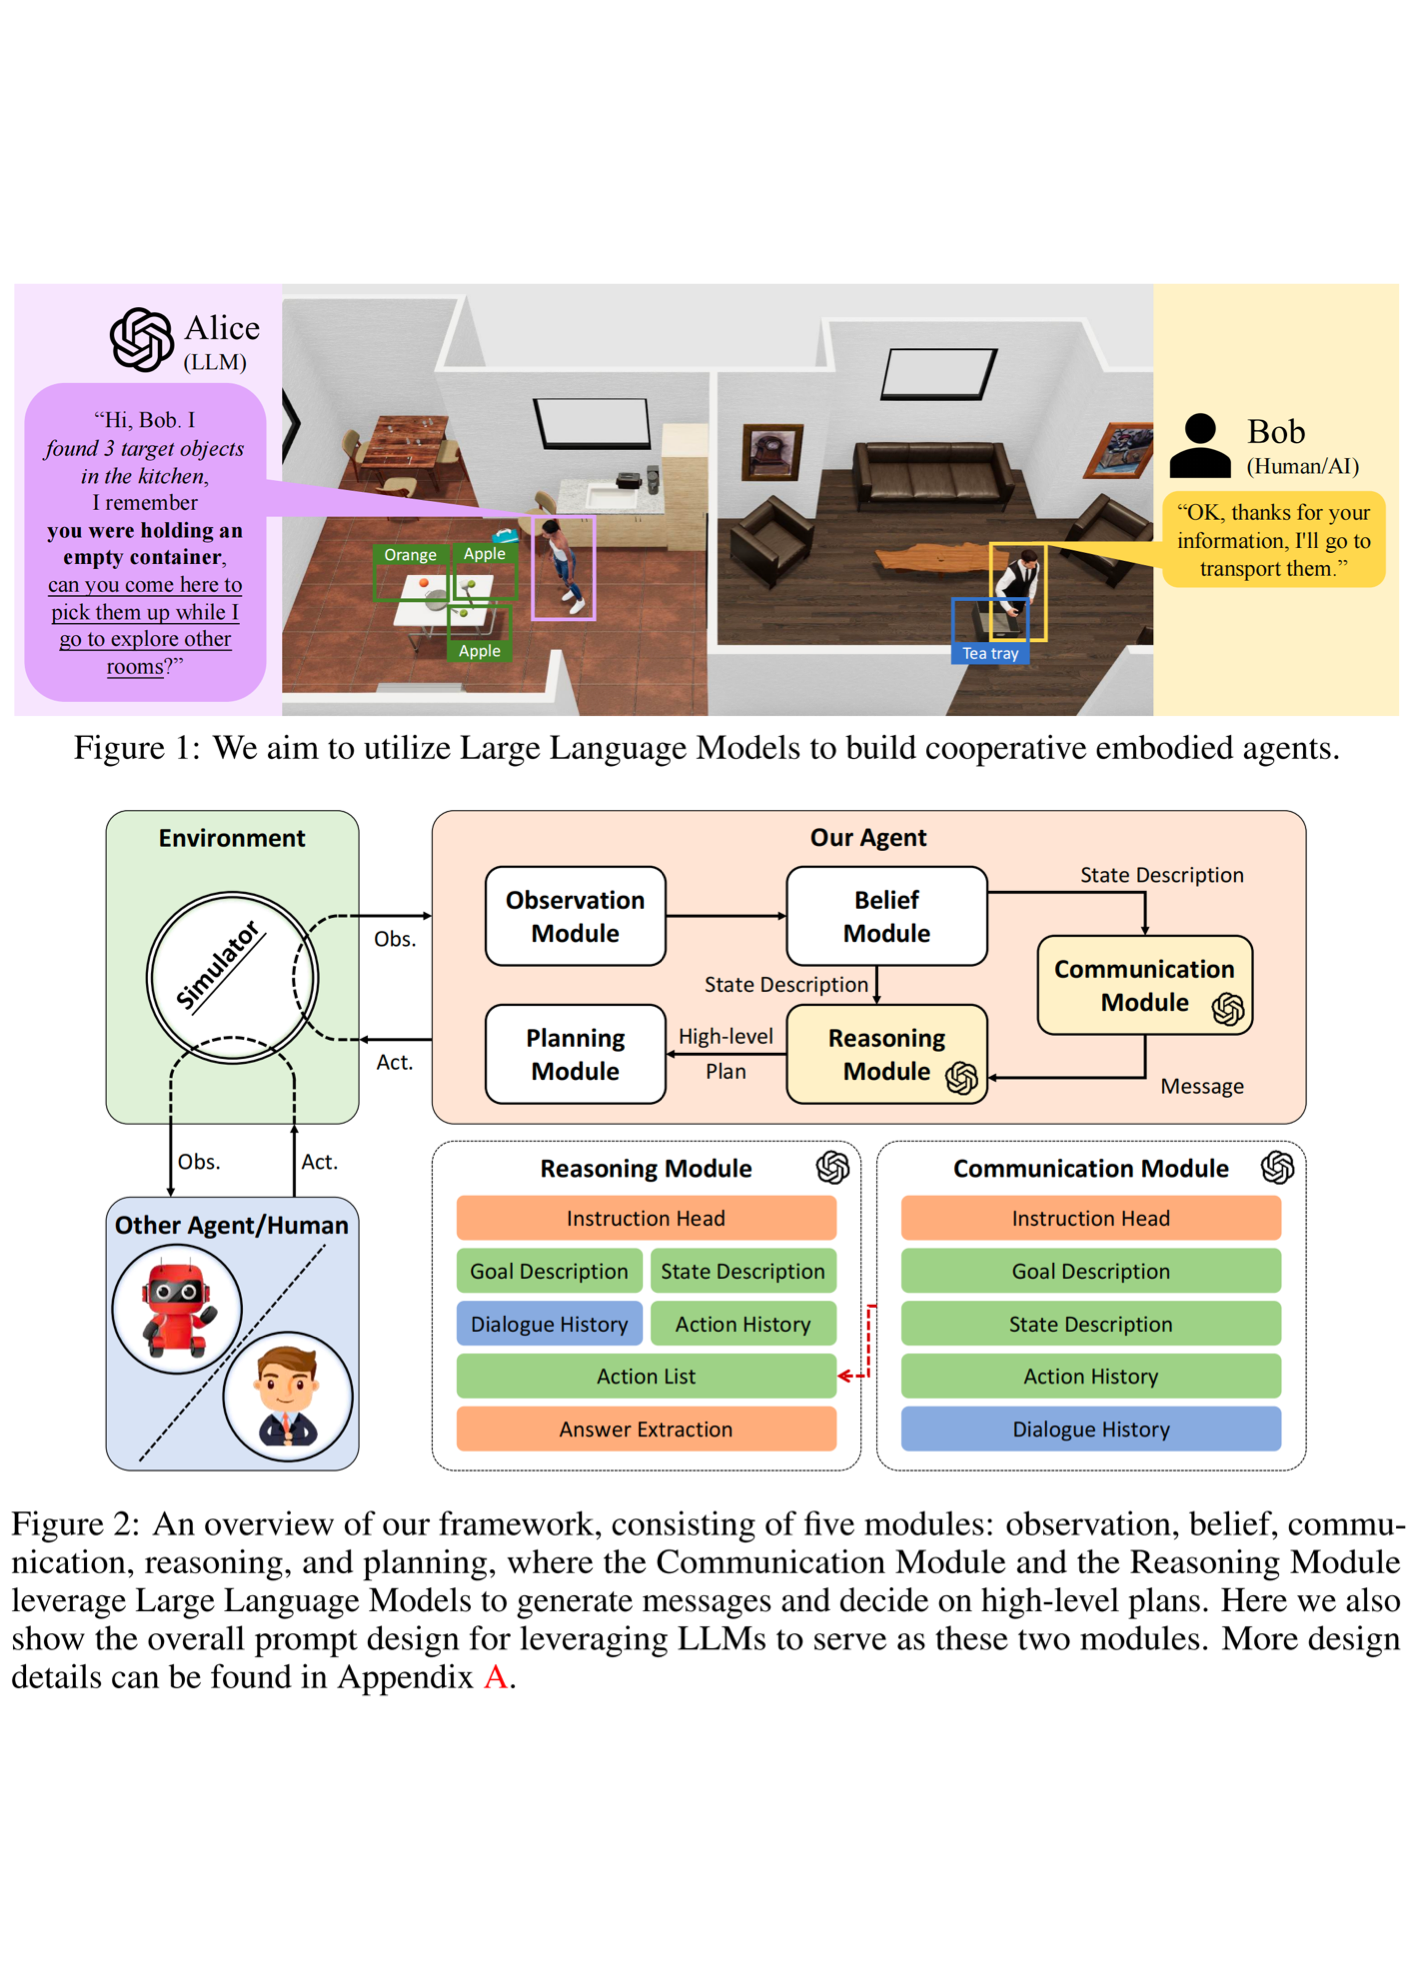 Alice
(LLM)
“Hi, Bob. I
found 3 target objects
in the kitchen,
I remember
you were holding an
empty container,
can you come here to
pick them up while I
go to explore other
rooms?”
Orange
Apple
Apple
Tea tray
Bob
(Human/AI)
“OK, thanks for your
information, I'll go to
transport them.”
Figure 1: We aim to utilize Large Language Models to build cooperative embodied agents.
Environment
Simulator
Obs.
Act.
Obs.
Act.
Other Agent/Human
Our Agent
Observation
Module
Belief
Module
State Description
Communication
Module
State Description
Planning
Module
High-level
Plan
Reasoning
Module
Message
Reasoning Module
Instruction Head
Goal Description
State Description
Dialogue History
Action History
Action List
Answer Extraction
Communication Module
Instruction Head
Goal Description
State Description
Action History
Dialogue History
Figure 2: An overview of our framework, consisting of five modules: observation, belief, commu-
nication, reasoning, and planning, where the Communication Module and the Reasoning Module
leverage Large Language Models to generate messages and decide on high-level plans. Here we also
show the overall prompt design for leveraging LLMs to serve as these two modules. More design
details can be found in Appendix A.